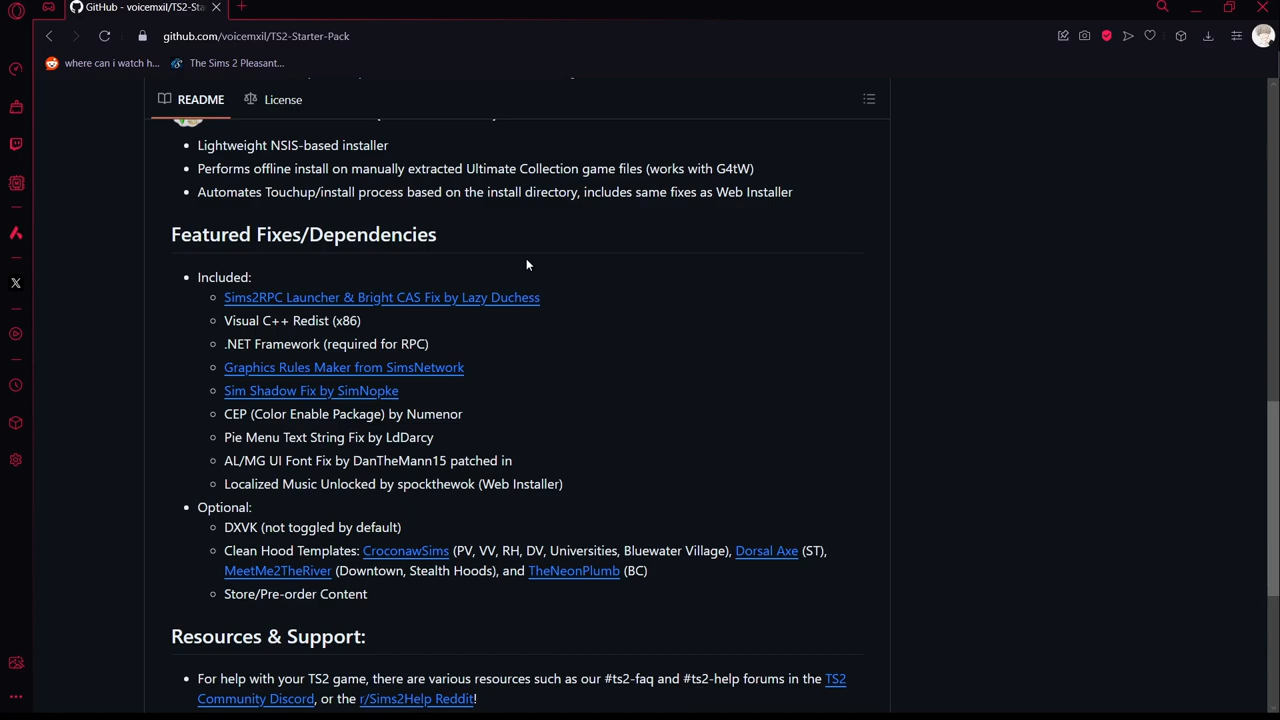 GitHub - voicemxil/TS2-Sta
github.com/voicemxil/TS2-Starter-Pack
where can i watch h...
The Sims 2 Pleasant...
README
License
Lightweight NSIS-based installer
Performs offline install on manually extracted Ultimate Collection game files (works with G4tW)
Automates Touchup/install process based on the install directory, includes same fixes as Web Installer
Featured Fixes/Dependencies
Included:
Sims2RPC Launcher & Bright CAS Fix by Lazy Duchess
Visual C++ Redist (x86)
.NET Framework (required for RPC)
Graphics Rules Maker from SimsNetwork
Sim Shadow Fix by SimNopke
CEP (Color Enable Package) by Numenor
Pie Menu Text String Fix by LdDarcy
AL/MG UI Font Fix by DanTheMann15 patched in
Localized Music Unlocked by spockthewok (Web Installer)
Optional:
DXVK (not toggled by default)
Clean Hood Templates: CroconawSims (PV, VV, RH, DV, Universities, Bluewater Village), Dorsal Axe (ST),
MeetMe2TheRiver (Downtown, Stealth Hoods), and TheNeonPlumb (BC)
Store/Pre-order Content
Resources & Support:
For help with your TS2 game, there are various resources such as our #ts2-faq and #ts2-help forums in the TS2
Community Discord, or the r/Sims2Help Reddit!